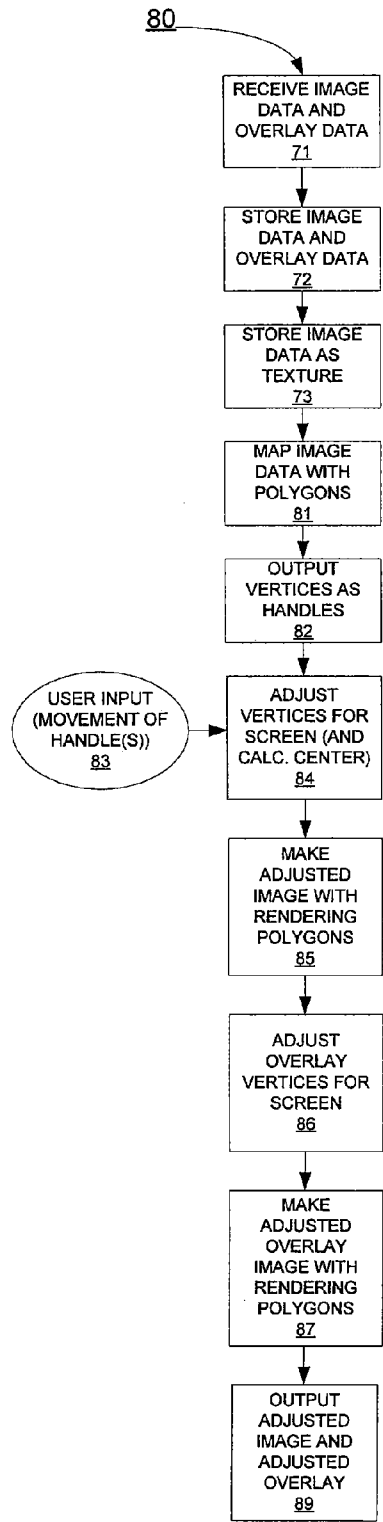 80
RECEIVE IMAGE
DATA AND
OVERLAY DATA
71
STORE IMAGE
DATA AND
OVERLAY DATA
72
STORE IMAGE
DATA AS
TEXTURE
73
MAP IMAGE
DATA WITH
POLYGONS
81
OUTPUT
VERTICES AS
HANDLES
82
USER INPUT
(MOVEMENT OF
HANDLE(S))
83
ADJUST
VERTICES FOR
SCREEN (AND
CALC. CENTER)
84
MAKE
ADJUSTED
IMAGE WITH
RENDERING
POLYGONS
85
ADJUST
OVERLAY
VERTICES FOR
SCREEN
86
MAKE
ADJUSTED
OVERLAY
IMAGE WITH
RENDERING
POLYGONS
87
OUTPUT
ADJUSTED
IMAGE AND
ADJUSTED
OVERLAY
89